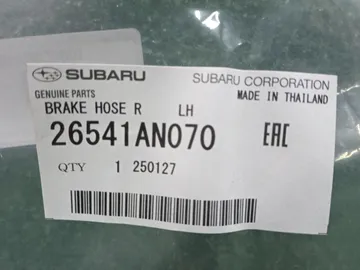 SUBARU
SUBARU CORPORATION
GENUINE PARTS
MADE IN THAILAND
BRAKE HOSE R LH
26541AN070
EAC
QTY 1 250127